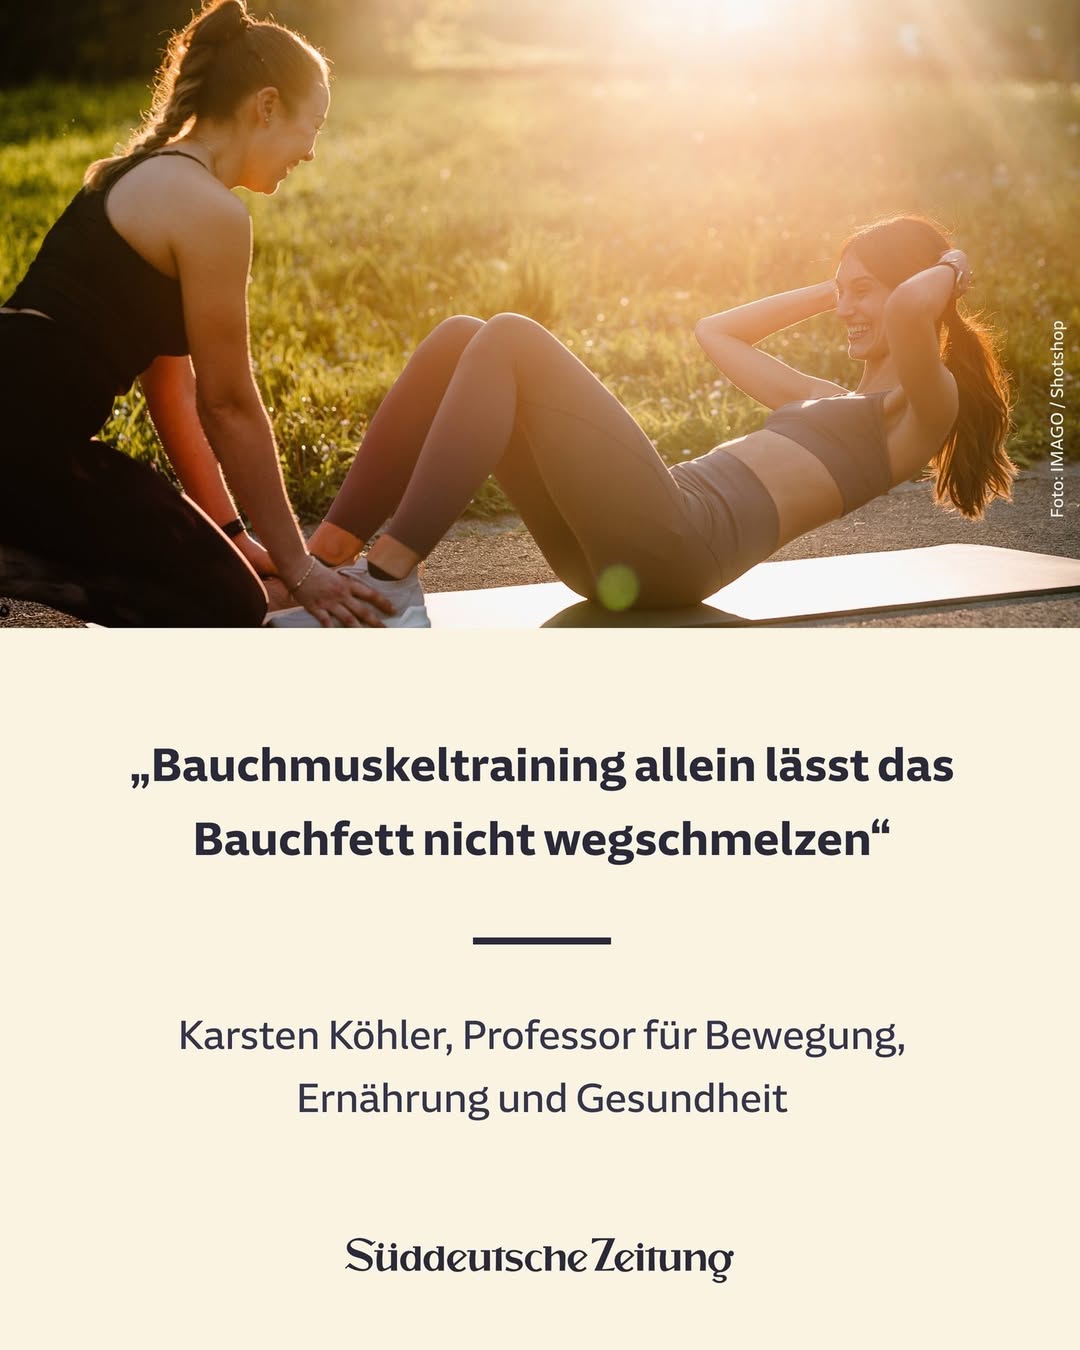 Foto: IMAGO / Shotshop
„Bauchmuskeltraining allein lässt das
Bauchfett nicht wegschmelzen“
Karsten Köhler, Professor für Bewegung,
Ernährung und Gesundheit
Süddeutsche Zeitung